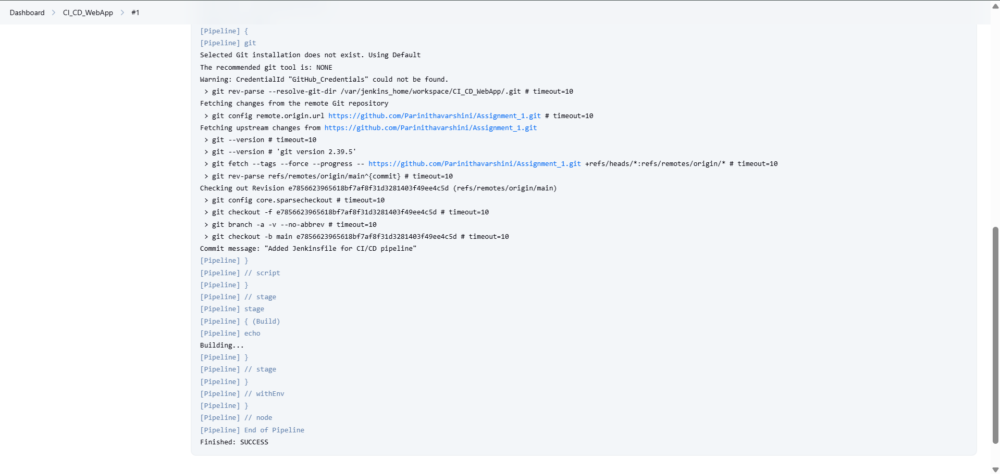 Dashboard > CI_CD_WebApp > #1
[Pipeline] {
[Pipeline] git
Selected Git installation does not exist. Using Default
The recommended git tool is: NONE
Warning: CredentialId "GitHub_Credentials" could not be found.
> git rev-parse --resolve-git-dir /var/jenkins_home/workspace/CI_CD_WebApp/.git # timeout=10
Fetching changes from the remote Git repository
> git config remote.origin.url https://github.com/Parinithavarshini/Assignment_1.git # timeout=10
Fetching upstream changes from https://github.com/Parinithavarshini/Assignment_1.git
> git --version # timeout=10
> git --version # 'git version 2.39.5'
> git fetch --tags --force --progress -- https://github.com/Parinithavarshini/Assignment_1.git +refs/heads/*:refs/remotes/origin/* # timeout=10
> git rev-parse refs/remotes/origin/main^{commit} # timeout=10
Checking out Revision e7856623965618bf7af8f31d3281403f49ee4c5d (refs/remotes/origin/main)
> git config core.sparsecheckout # timeout=10
> git checkout -f e7856623965618bf7af8f31d3281403f49ee4c5d # timeout=10
> git branch -a -v --no-abbrev # timeout=10
> git checkout -b main e7856623965618bf7af8f31d3281403f49ee4c5d # timeout=10
Commit message: "Added Jenkinsfile for CI/CD pipeline"
[Pipeline] }
[Pipeline] // script
[Pipeline] }
[Pipeline] // stage
[Pipeline] stage
[Pipeline] { (Build)
[Pipeline] echo
Building...
[Pipeline] }
[Pipeline] // stage
[Pipeline] }
[Pipeline] // withEnv
[Pipeline] }
[Pipeline] // node
[Pipeline] End of Pipeline
Finished: SUCCESS